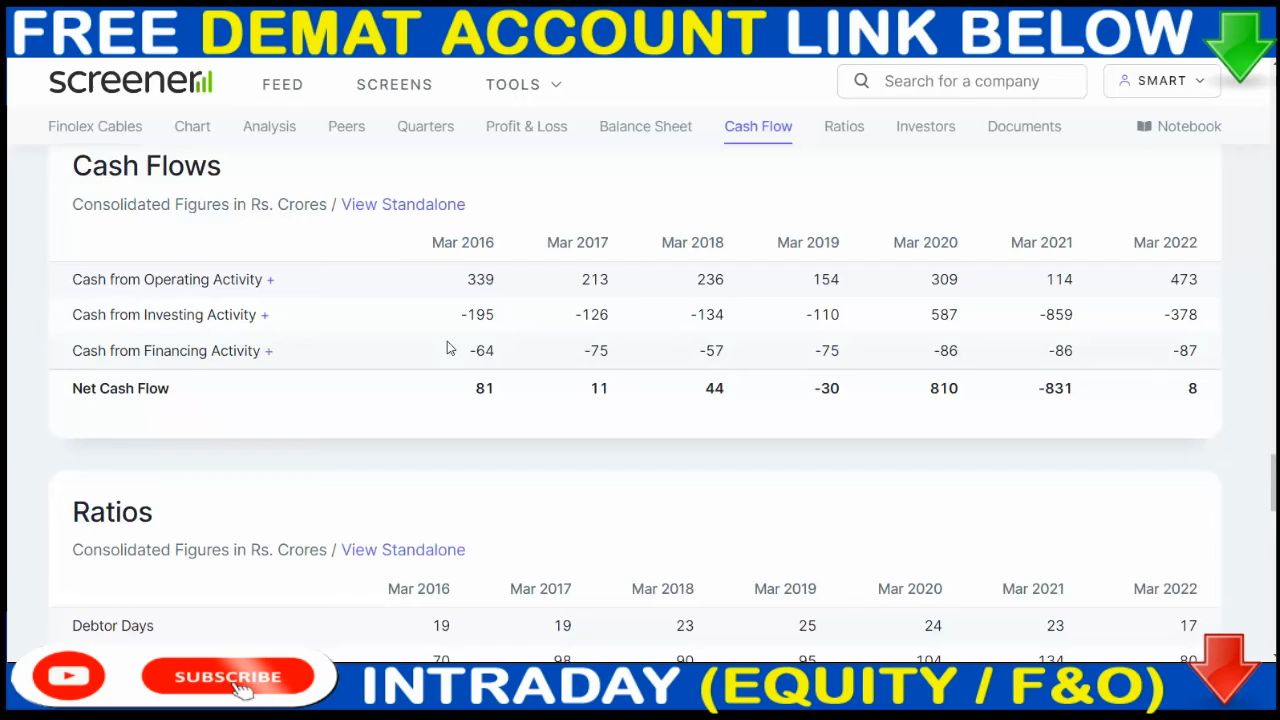 FREE DEMAT ACCOUNT LINK BELOW
screener FEED SCREENS TOOLS Search for a company SMART
Finolex Cables Chart Analysis Peers Quarters Profit & Loss Balance Sheet Cash Flow Ratios Investors Documents Notebook
Cash Flows
Consolidated Figures in Rs. Crores / View Standalone
Mar 2016 Mar 2017 Mar 2018 Mar 2019 Mar 2020 Mar 2021 Mar 2022
Cash from Operating Activity + 339 213 236 154 309 114 473
Cash from Investing Activity + -195 -126 -134 -110 587 -859 -378
Cash from Financing Activity + -64 -75 -57 -75 -86 -86 -87
Net Cash Flow 81 11 44 -30 810 -831 8
Ratios
Consolidated Figures in Rs. Crores / View Standalone
Mar 2016 Mar 2017 Mar 2018 Mar 2019 Mar 2020 Mar 2021 Mar 2022
Debtor Days 19 19 23 25 24 23 17
SUBSCRIBE
INTRADAY (EQUITY / F&O)